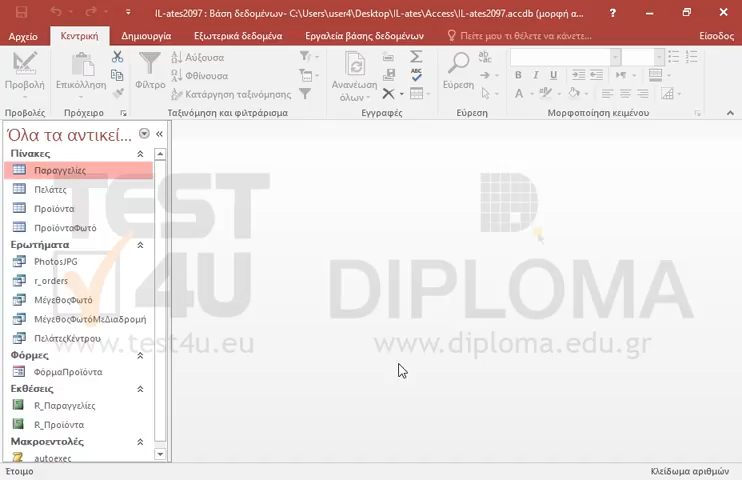 IL-ates2097 : Βάση δεδομένων- C:\Users\user4\Desktop\IL-ates\Access\IL-ates2097.accdb (μορφή α...
Αρχείο Κεντρική Δημιουργία Εξωτερικά δεδομένα Εργαλεία βάσης δεδομένων Πείτε μου τι θέλετε να κάνετε... Είσοδος
Προβολή
Επικόλληση
Φίλτρο
Αύξουσα
Φθίνουσα
Κατάργηση ταξινόμησης
Ανανέωση όλων
ABC
Εύρεση
ab
ac
B I U
A
Προβολές Πρόχειρο Ταξινόμηση και φιλτράρισμα Εγγραφές Εύρεση Μορφοποίηση κειμένου
Όλα τα αντικεί...
Πίνακες
Παραγγελίες
Πελάτες
Προϊόντα
ΠροϊόνταΦωτό
Ερωτήματα
PhotosJPG
r_orders
ΜέγεθοςΦωτό
ΜέγεθοςΦωτόΜεΔιαδρομή
ΠελάτεςΚέντρου
Φόρμες
ΦόρμαΠροϊόντα
Εκθέσεις
R_Παραγγελίες
R_Προϊόντα
Μακροεντολές
autoexec
TEST
4U
www.test4u.eu
D
DIPLOMA
www.diploma.edu.gr
Έτοιμο Κλείδωμα αριθμών